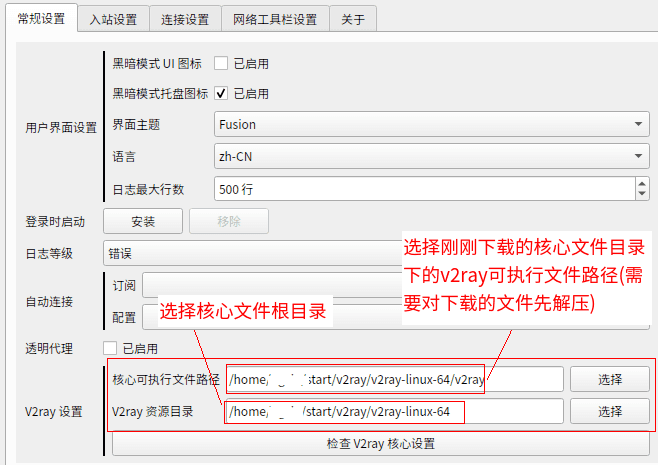 常规设置 入站设置 连接设置 网络工具栏设置 关于
黑暗模式 UI 图标 已启用
黑暗模式托盘图标 已启用
用户界面设置
界面主题 Fusion
语言 zh-CN
日志最大行数 500 行
登录时启动 安装 移除
日志等级 错误
选择刚刚下载的核心文件目录
下的v2ray可执行文件路径(需
要对下载的文件先解压)
自动连接
订阅
配置
选择核心文件根目录
透明代理 已启用
V2ray 设置
核心可执行文件路径 /home/ /start/v2ray/v2ray-linux-64/v2ray 选择
V2ray 资源目录 /home/ /start/v2ray/v2ray-linux-64 选择
检查 V2ray 核心设置